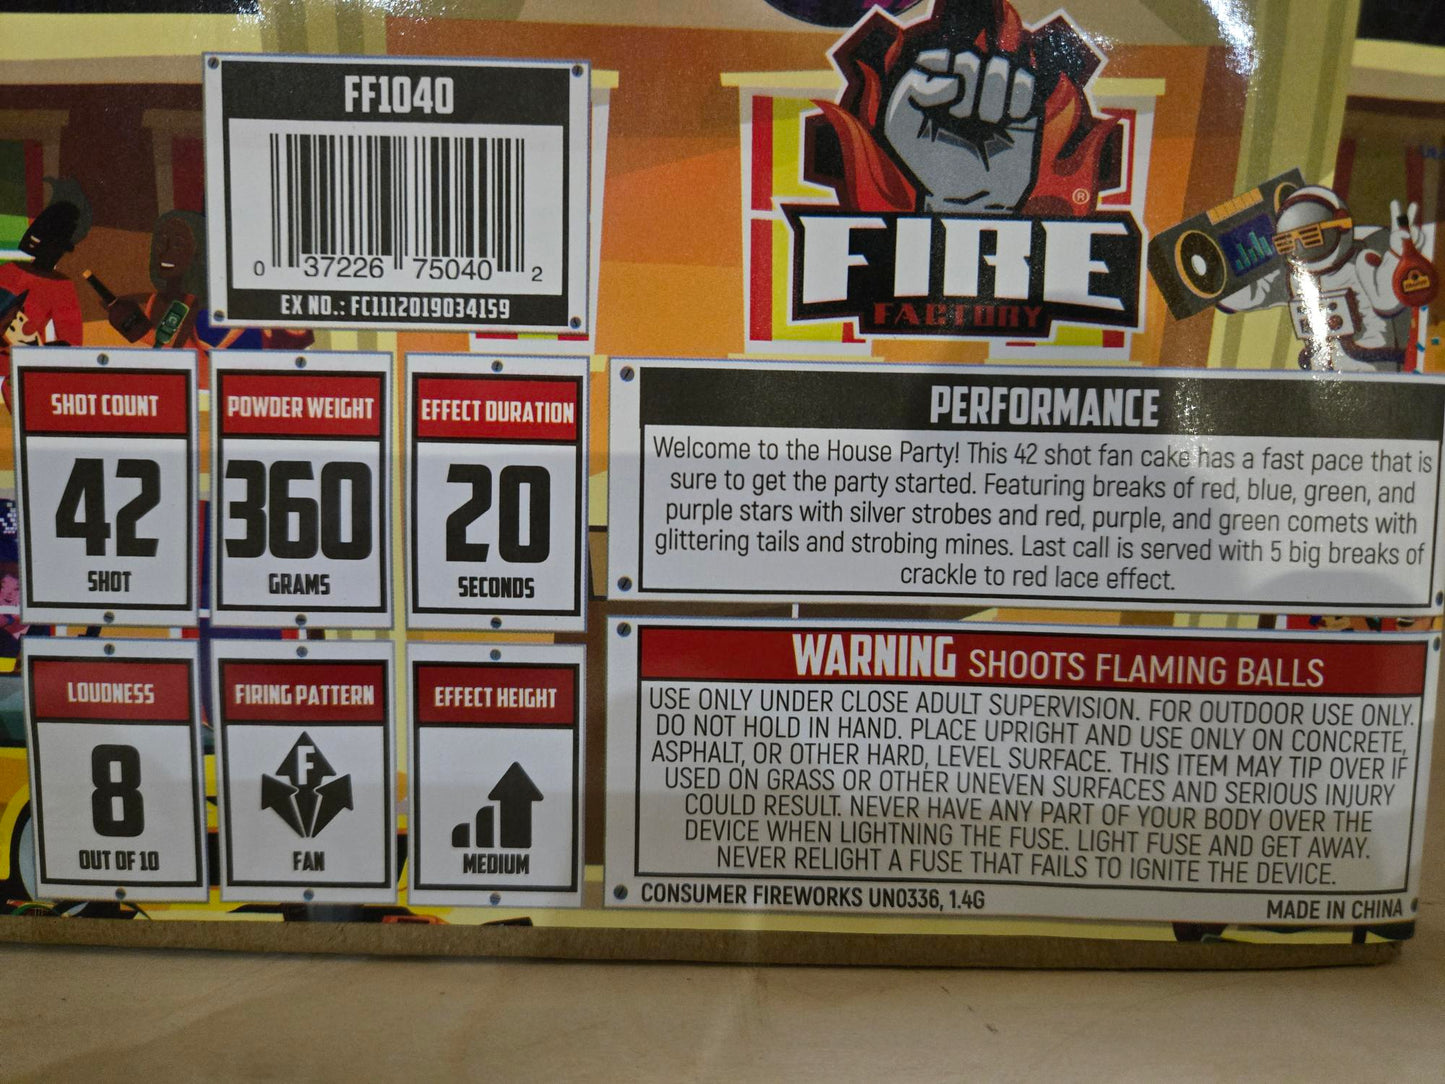 FF1040
0 37226 75040 2
EX NO.: FC1112019034159
FIRE
FACTORY
®
SHOT COUNT
42
SHOT
POWDER WEIGHT
360
GRAMS
EFFECT DURATION
20
SECONDS
LOUDNESS
8
OUT OF 10
FIRING PATTERN
F
FAN
EFFECT HEIGHT
MEDIUM
PERFORMANCE
Welcome to the House Party! This 42 shot fan cake has a fast pace that is
sure to get the party started. Featuring breaks of red, blue, green, and
purple stars with silver strobes and red, purple, and green comets with
glittering tails and strobing mines. Last call is served with 5 big breaks of
crackle to red lace effect.
WARNING SHOOTS FLAMING BALLS
USE ONLY UNDER CLOSE ADULT SUPERVISION. FOR OUTDOOR USE ONLY.
DO NOT HOLD IN HAND. PLACE UPRIGHT AND USE ONLY ON CONCRETE,
ASPHALT, OR OTHER HARD, LEVEL SURFACE. THIS ITEM MAY TIP OVER IF
USED ON GRASS OR OTHER UNEVEN SURFACES AND SERIOUS INJURY
COULD RESULT. NEVER HAVE ANY PART OF YOUR BODY OVER THE
DEVICE WHEN LIGHTNING THE FUSE. LIGHT FUSE AND GET AWAY.
NEVER RELIGHT A FUSE THAT FAILS TO IGNITE THE DEVICE.
CONSUMER FIREWORKS UN0336, 1.4G
MADE IN CHINA